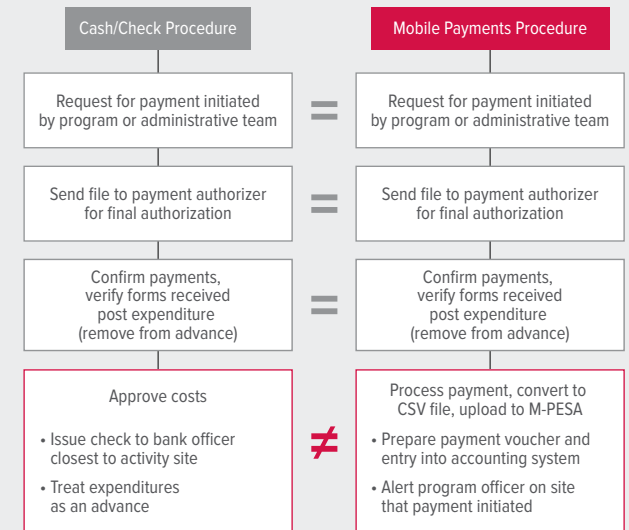 Cash/Check Procedure
Mobile Payments Procedure
Request for payment initiated
by program or administrative team
=
Request for payment initiated
by program or administrative team
Send file to payment authorizer
for final authorization
=
Send file to payment authorizer
for final authorization
Confirm payments,
verify forms received
post expenditure
(remove from advance)
=
Confirm payments,
verify forms received
post expenditure
(remove from advance)
Approve costs
• Issue check to bank officer
closest to activity site
• Treat expenditures
as an advance
≠
Process payment, convert to
CSV file, upload to M-PESA
• Prepare payment voucher and
entry into accounting system
• Alert program officer on site
that payment initiated